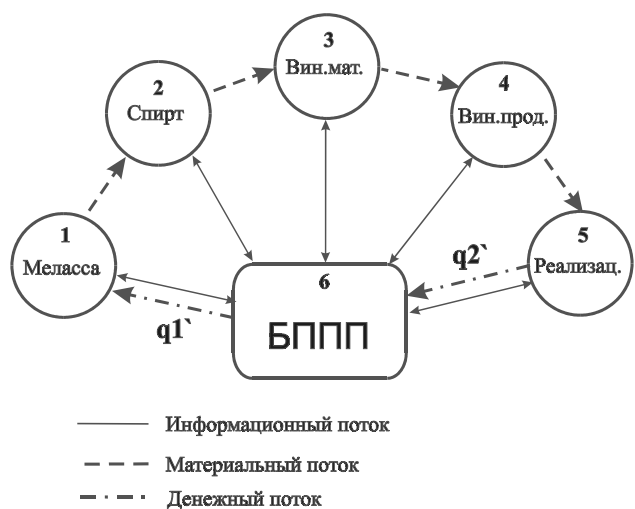 1
Меласса
2
Спирт
3
Вин.мат.
4
Вин.прод.
5
Реализац.
6
БППП
q1`
q2`
Информационный поток
Материальный поток
Денежный поток